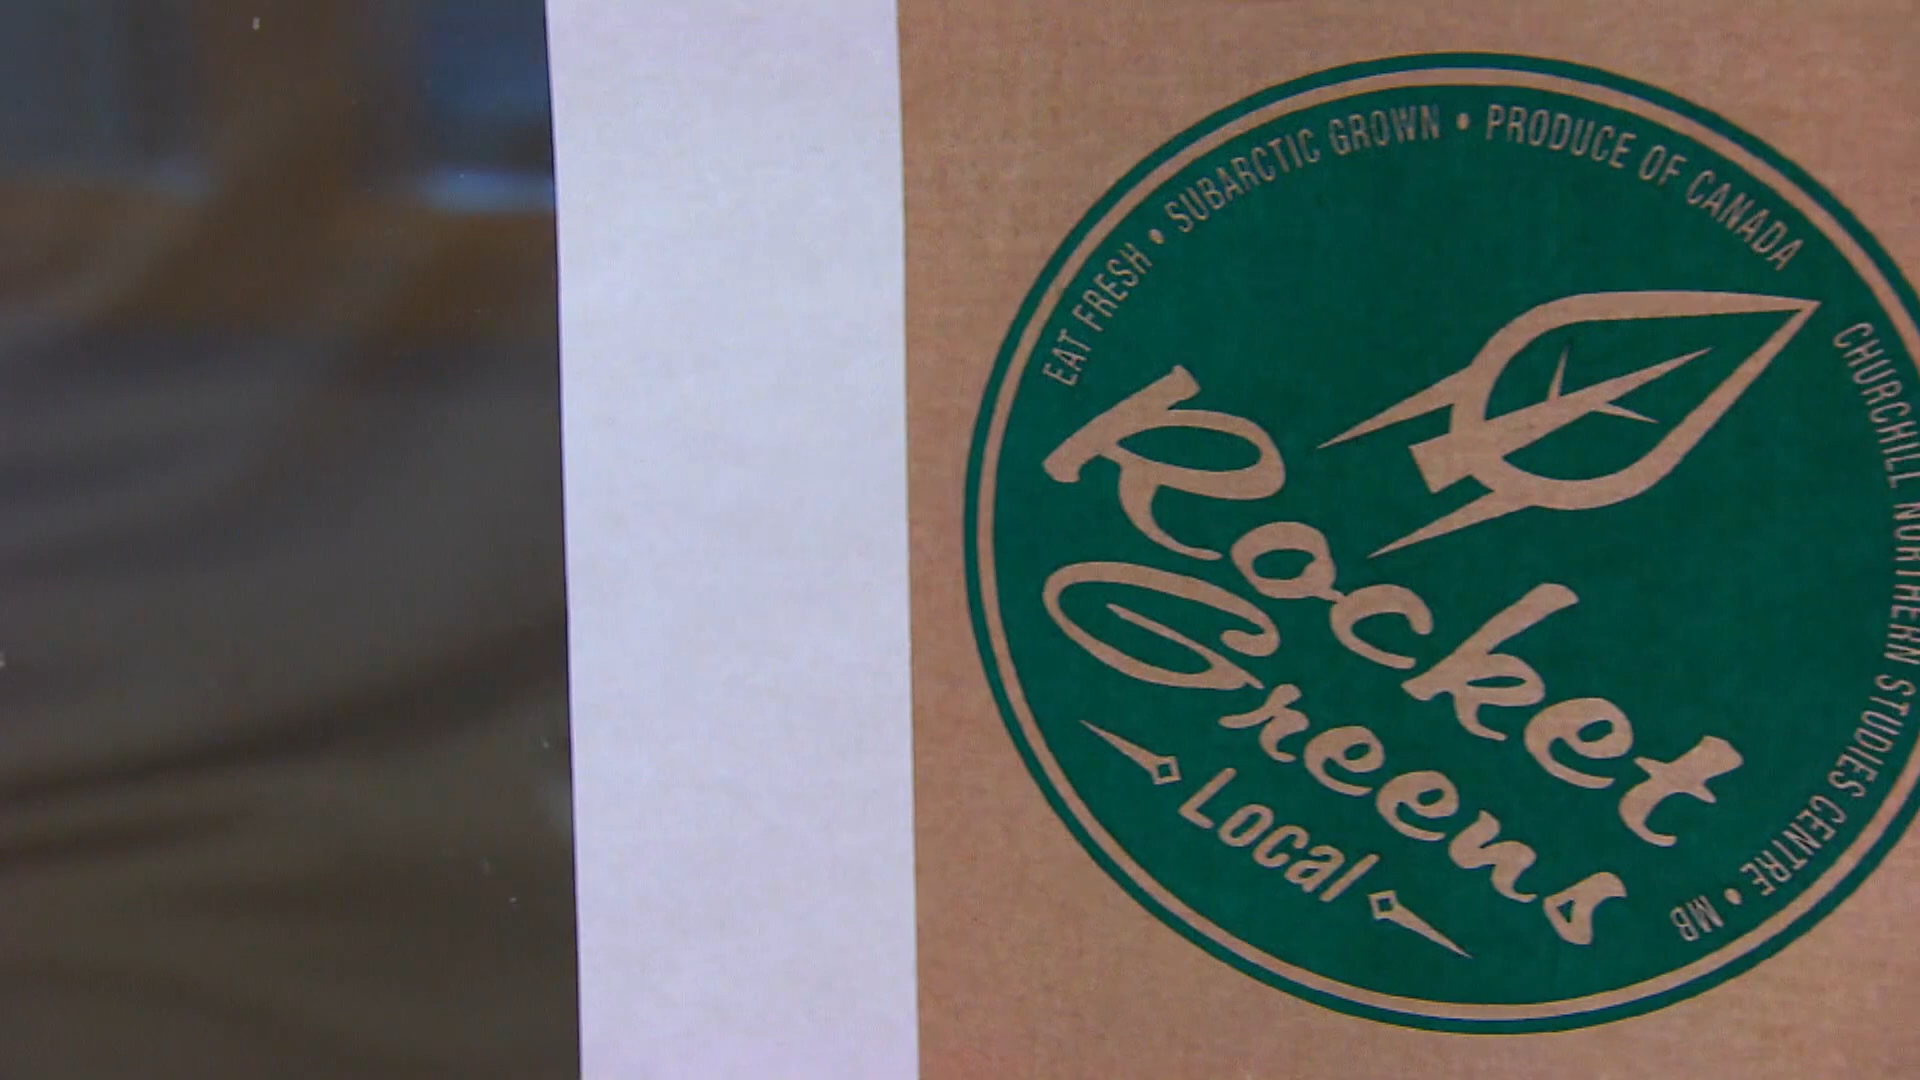 EAT FRESH • SUBARCTIC GROWN • PRODUCE OF CANADA
CHURCHILL NORTHERN STUDIES CENTRE • MB
Rocket
Greens
Local